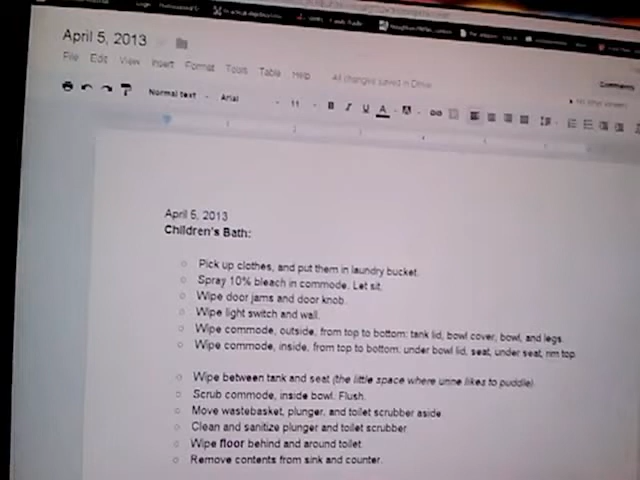 April 5, 2013
File Edit View Insert Format Tools Table Help All changes saved in Drive
Comments
Normal text Arial 11 B I U A A
April 5, 2013
Children's Bath:
Pick up clothes, and put them in laundry bucket.
Spray 10% bleach in commode. Let sit.
Wipe door jams and door knob.
Wipe light switch and wall.
Wipe commode, outside, from top to bottom: tank lid, bowl cover, bowl, and legs.
Wipe commode, inside, from top to bottom: under bowl lid, seat, under seat, rim top
Wipe between tank and seat (the little space where urine likes to puddle)
Scrub commode, inside bowl. Flush.
Move wastebasket, plunger, and toilet scrubber aside.
Clean and sanitize plunger and toilet scrubber
Wipe floor behind and around toilet.
Remove contents from sink and counter.